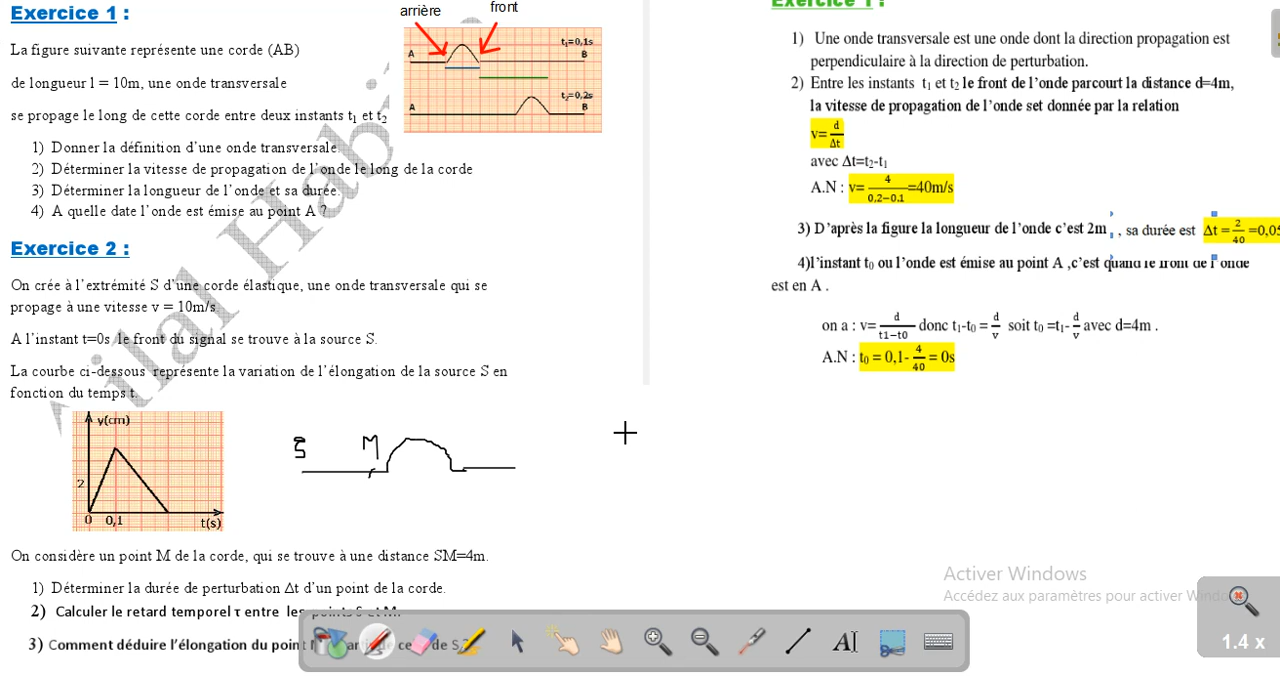 Exercice 1 :
arrière
front
La figure suivante représente une corde (AB)
de longueur l = 10m, une onde transversale
se propage le long de cette corde entre deux instants t₁ et t₂
t₁=0,1s
A
B
t₂=0,2s
A
B
1) Donner la définition d'une onde transversale.
2) Déterminer la vitesse de propagation de l'onde le long de la corde
3) Déterminer la longueur de l'onde et sa durée.
4) A quelle date l'onde est émise au point A ?
Exercice 2 :
On crée à l'extrémité S d'une corde élastique, une onde transversale qui se
propage à une vitesse v = 10m/s.
A l'instant t=0s le front du signal se trouve à la source S.
La courbe ci-dessous représente la variation de l'élongation de la source S en
fonction du temps t.
y(cm)
2
0 0,1 t(s)
S M
On considère un point M de la corde, qui se trouve à une distance SM=4m.
1) Déterminer la durée de perturbation Δt d'un point de la corde.
2) Calculer le retard temporel τ entre les points S et M.
3) Comment déduire l'élongation du point
Exercice 1 :
1) Une onde transversale est une onde dont la direction propagation est
perpendiculaire à la direction de perturbation.
2) Entre les instants t₁ et t₂ le front de l'onde parcourt la distance d=4m,
la vitesse de propagation de l'onde set donnée par la relation
v= d/Δt
avec Δt=t₂-t₁
A.N : v= 4/0.2−0.1 =40m/s
3) D'après la figure la longueur de l'onde c'est 2m , sa durée est Δt = 2/40 =0,05
4)l'instant t₀ ou l'onde est émise au point A ,c'est quand le front de l'onde
est en A .
on a : v= d/t1−t0 donc t₁-t₀ = d/v soit t₀ =t₁- d/v avec d=4m .
A.N : t₀ = 0,1- 4/40 = 0s
Activer Windows
Accédez aux paramètres pour activer
AI
1.4 x